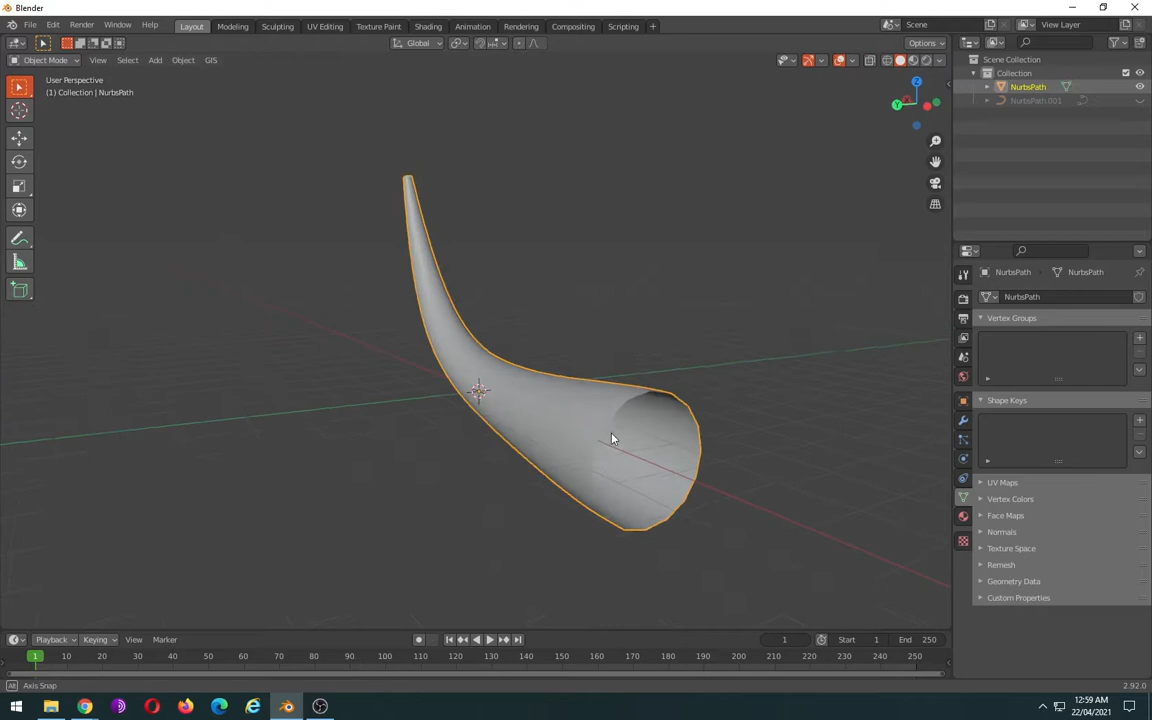 Blender
File Edit Render Window Help Layout Modeling Sculpting UV Editing Texture Paint Shading Animation Rendering Compositing Scripting + Scene View Layer
Global Options
Object Mode View Select Add Object GIS
User Perspective
(1) Collection | NurbsPath
Z
Y
Scene Collection
Collection
NurbsPath
NurbsPath.001
NurbsPath NurbsPath
NurbsPath
Vertex Groups
Shape Keys
UV Maps
Vertex Colors
Face Maps
Normals
Texture Space
Remesh
Geometry Data
Custom Properties
Playback Keying View Marker 1 Start 1 End 250
1 10 20 30 40 50 60 70 80 90 100 110 120 130 140 150 160 170 180 190 200 210 220 230 240 250
Alt Axis Snap 2.92.0
12:59 AM
22/04/2021